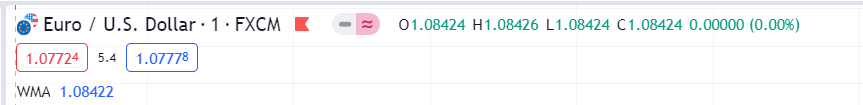 Euro / U.S. Dollar · 1 · FXCM O1.08424 H1.08426 L1.08424 C1.08424 0.00000 (0.00%)
1.07724 5.4 1.07778
WMA 1.08422